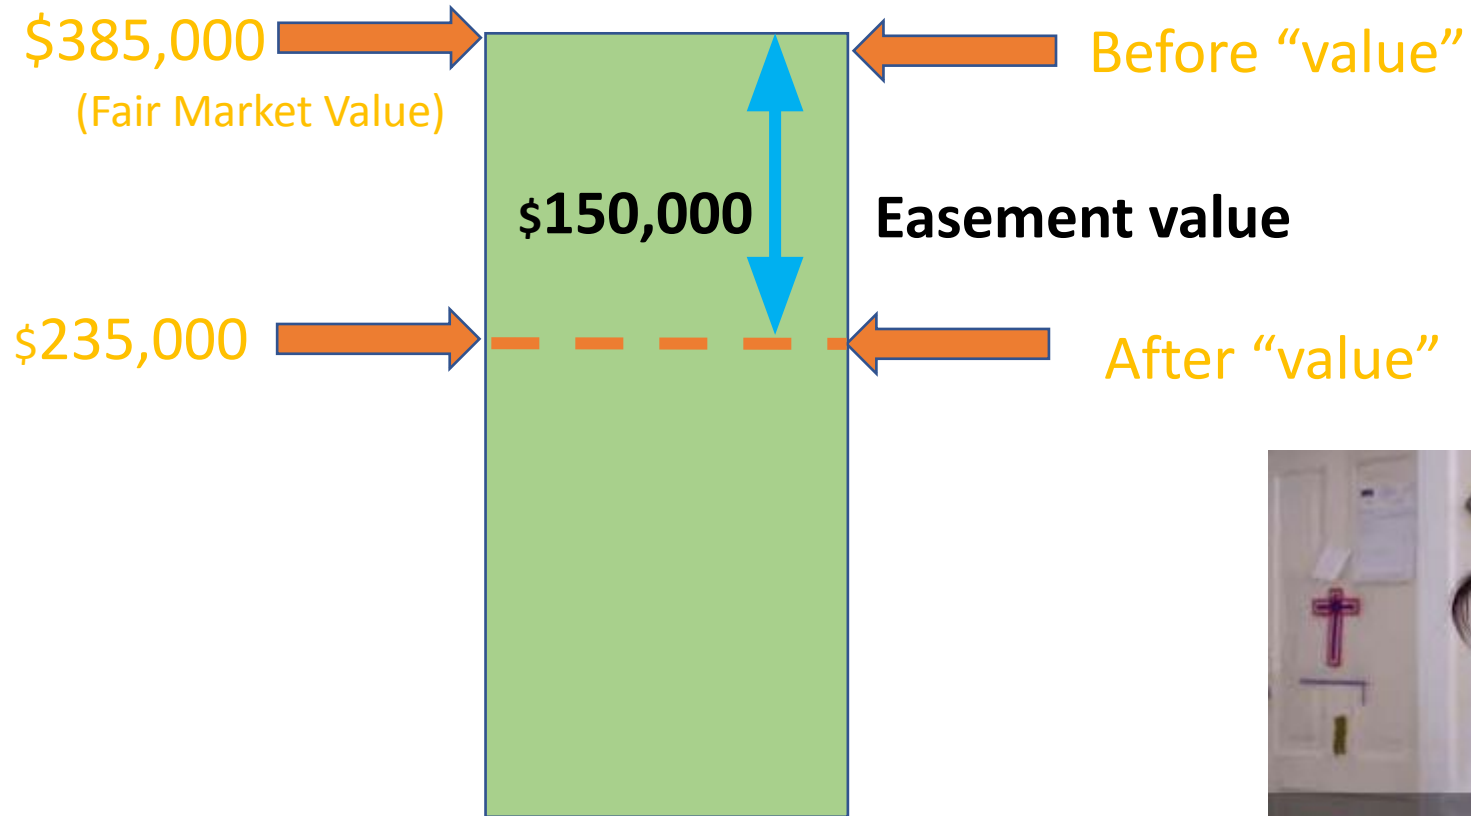 $385,000
Before “value”
(Fair Market Value)
$150,000
Easement value
$235,000
After “value”